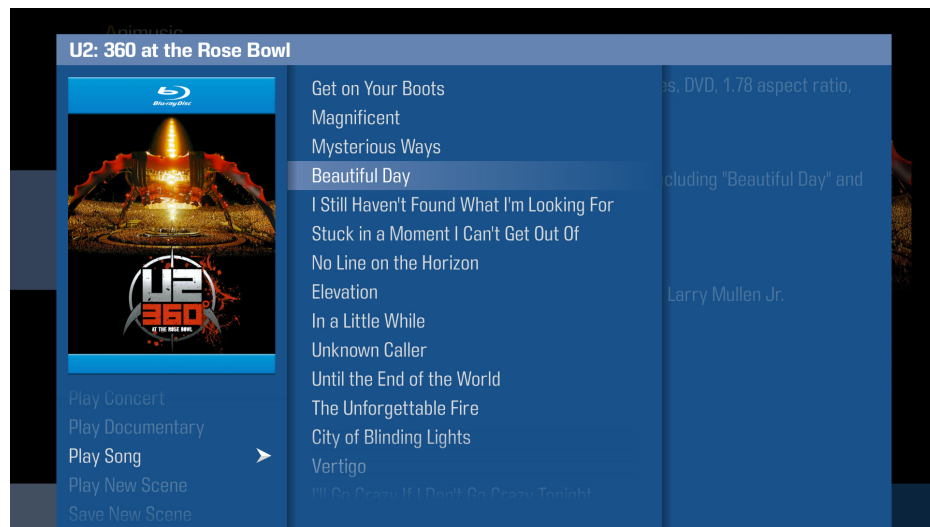 Animusic
U2: 360 at the Rose Bowl
Blu-ray Disc
U2
360°
AT THE ROSE BOWL
Play Concert
Play Documentary
Play Song
Play New Scene
Save New Scene
Get on Your Boots
Magnificent
Mysterious Ways
Beautiful Day
I Still Haven't Found What I'm Looking For
Stuck in a Moment I Can't Get Out Of
No Line on the Horizon
Elevation
In a Little While
Unknown Caller
Until the End of the World
The Unforgettable Fire
City of Blinding Lights
Vertigo
I'll Go Crazy If I Don't Go Crazy Tonight
es, DVD, 1.78 aspect ratio,
cluding "Beautiful Day" and
Larry Mullen Jr.